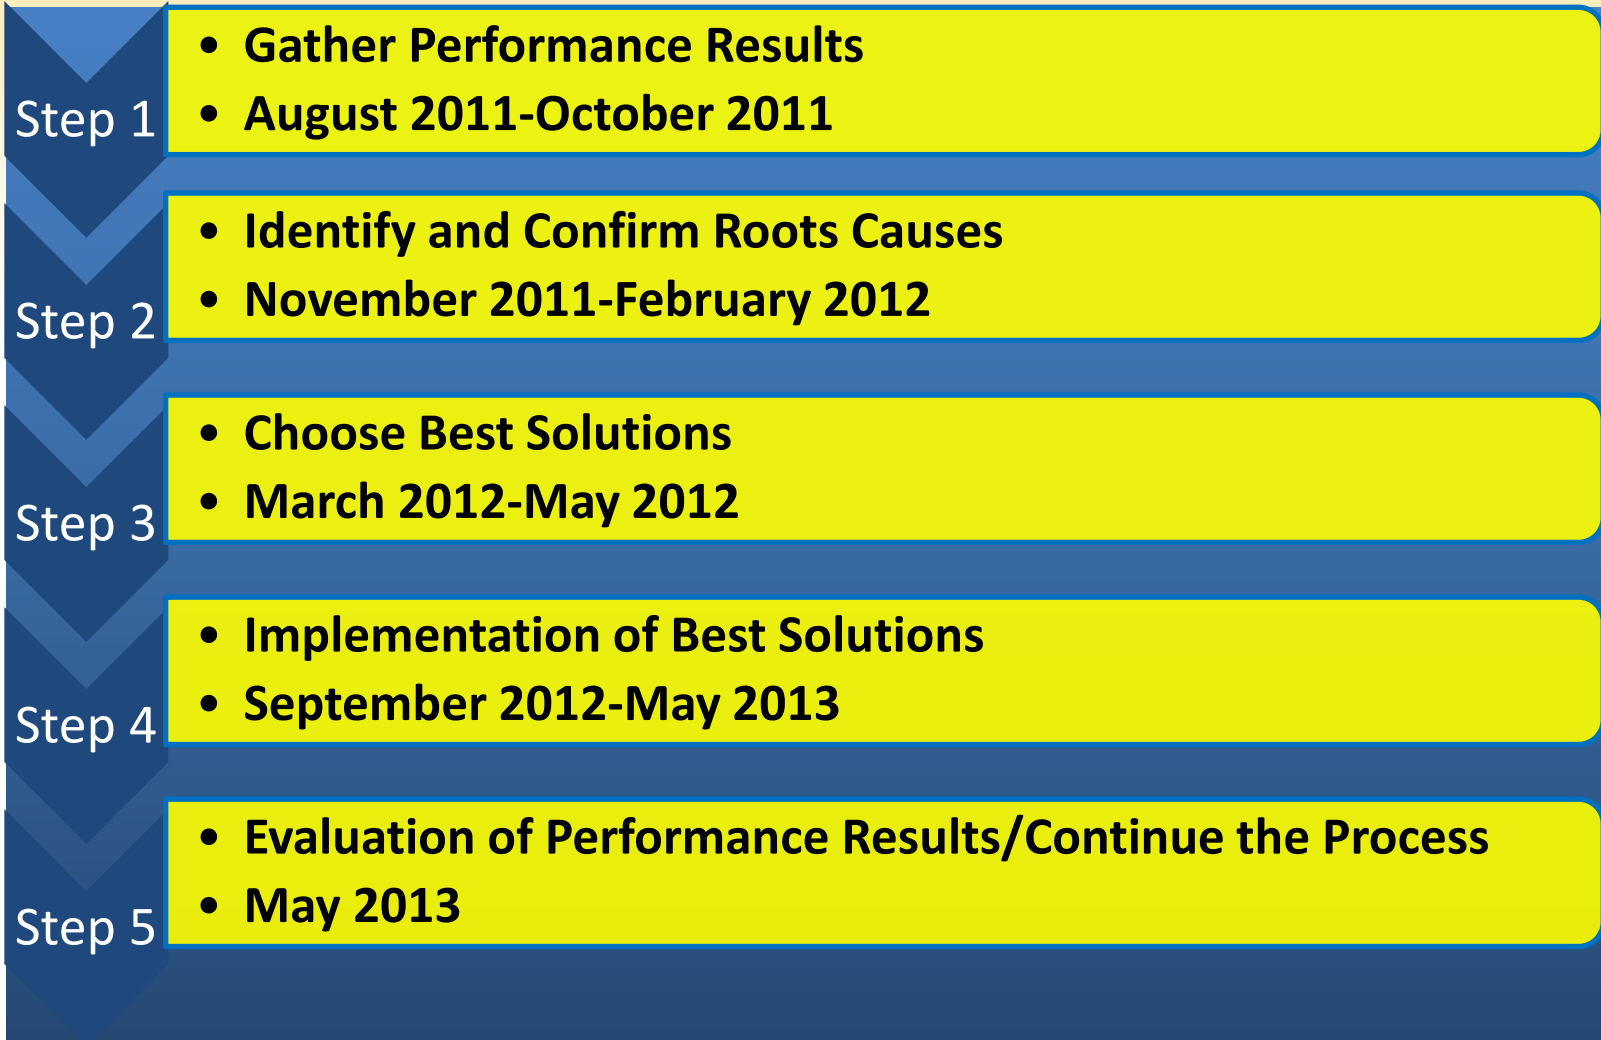 Step 1
• Gather Performance Results
• August 2011-October 2011
Step 2
• Identify and Confirm Roots Causes
• November 2011-February 2012
Step 3
• Choose Best Solutions
• March 2012-May 2012
Step 4
• Implementation of Best Solutions
• September 2012-May 2013
Step 5
• Evaluation of Performance Results/Continue the Process
• May 2013